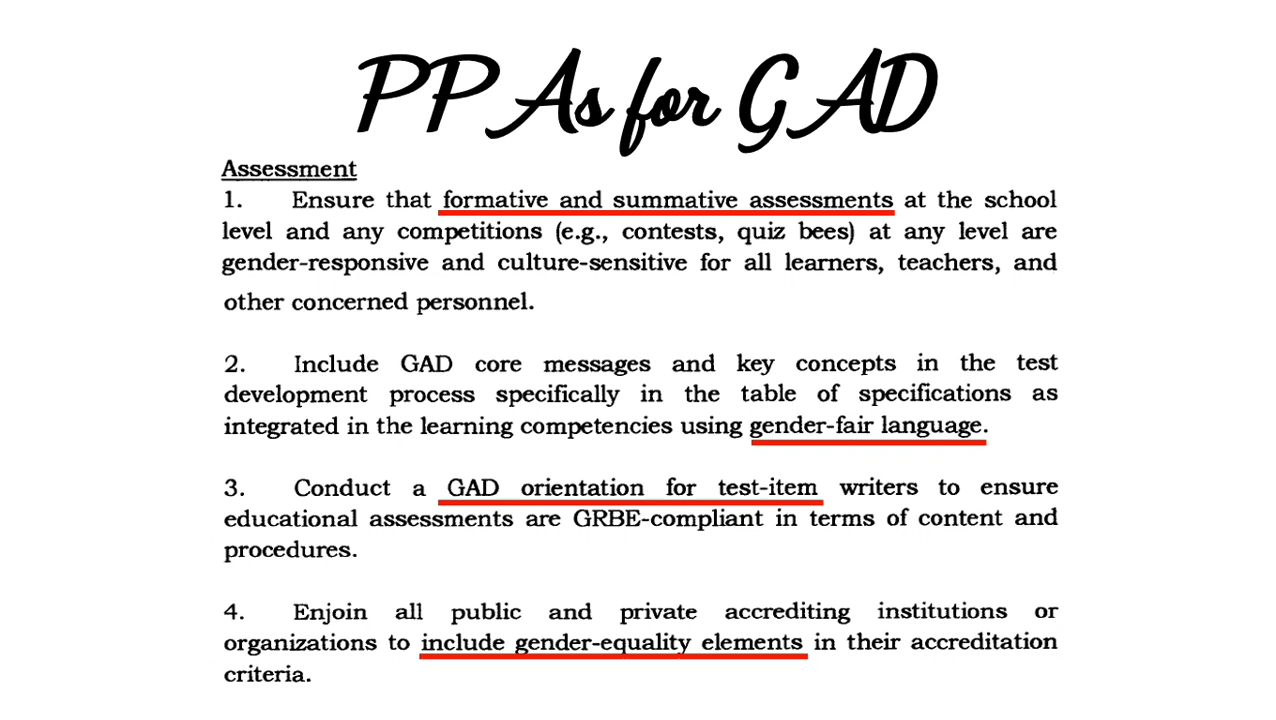 PPAs for GAD
Assessment
1. Ensure that formative and summative assessments at the school
level and any competitions (e.g., contests, quiz bees) at any level are
gender-responsive and culture-sensitive for all learners, teachers, and
other concerned personnel.
2. Include GAD core messages and key concepts in the test
development process specifically in the table of specifications as
integrated in the learning competencies using gender-fair language.
3. Conduct a GAD orientation for test-item writers to ensure
educational assessments are GRBE-compliant in terms of content and
procedures.
4. Enjoin all public and private accrediting institutions or
organizations to include gender-equality elements in their accreditation
criteria.